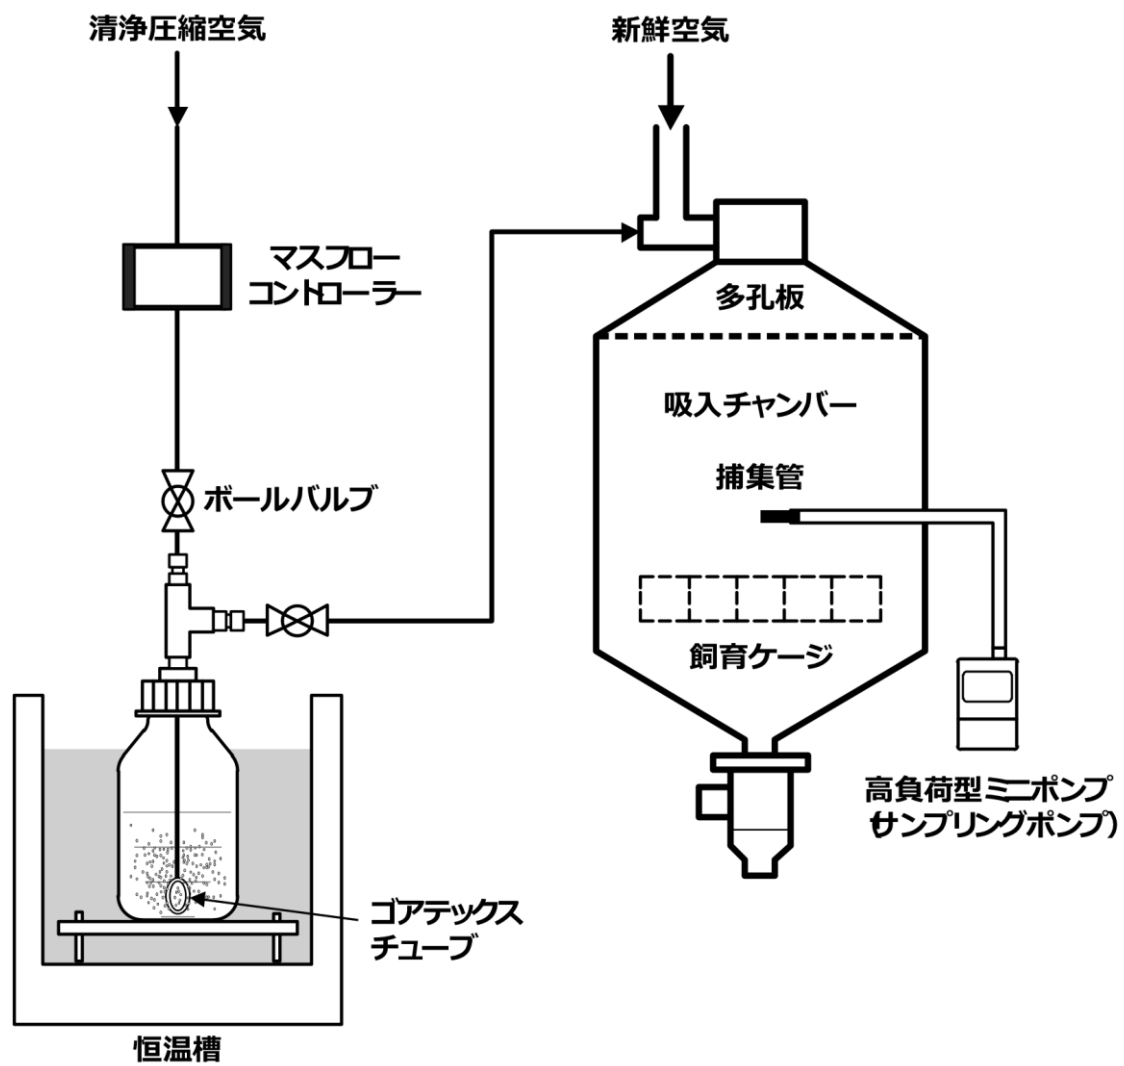 清浄圧縮空気
新鮮空気
マスフロー
コントローラー
多孔板
吸入チャンバー
捕集管
ボールバルブ
飼育ケージ
高負荷型ミニポンプ
(サンプリングポンプ)
ゴアテックス
チューブ
恒温槽